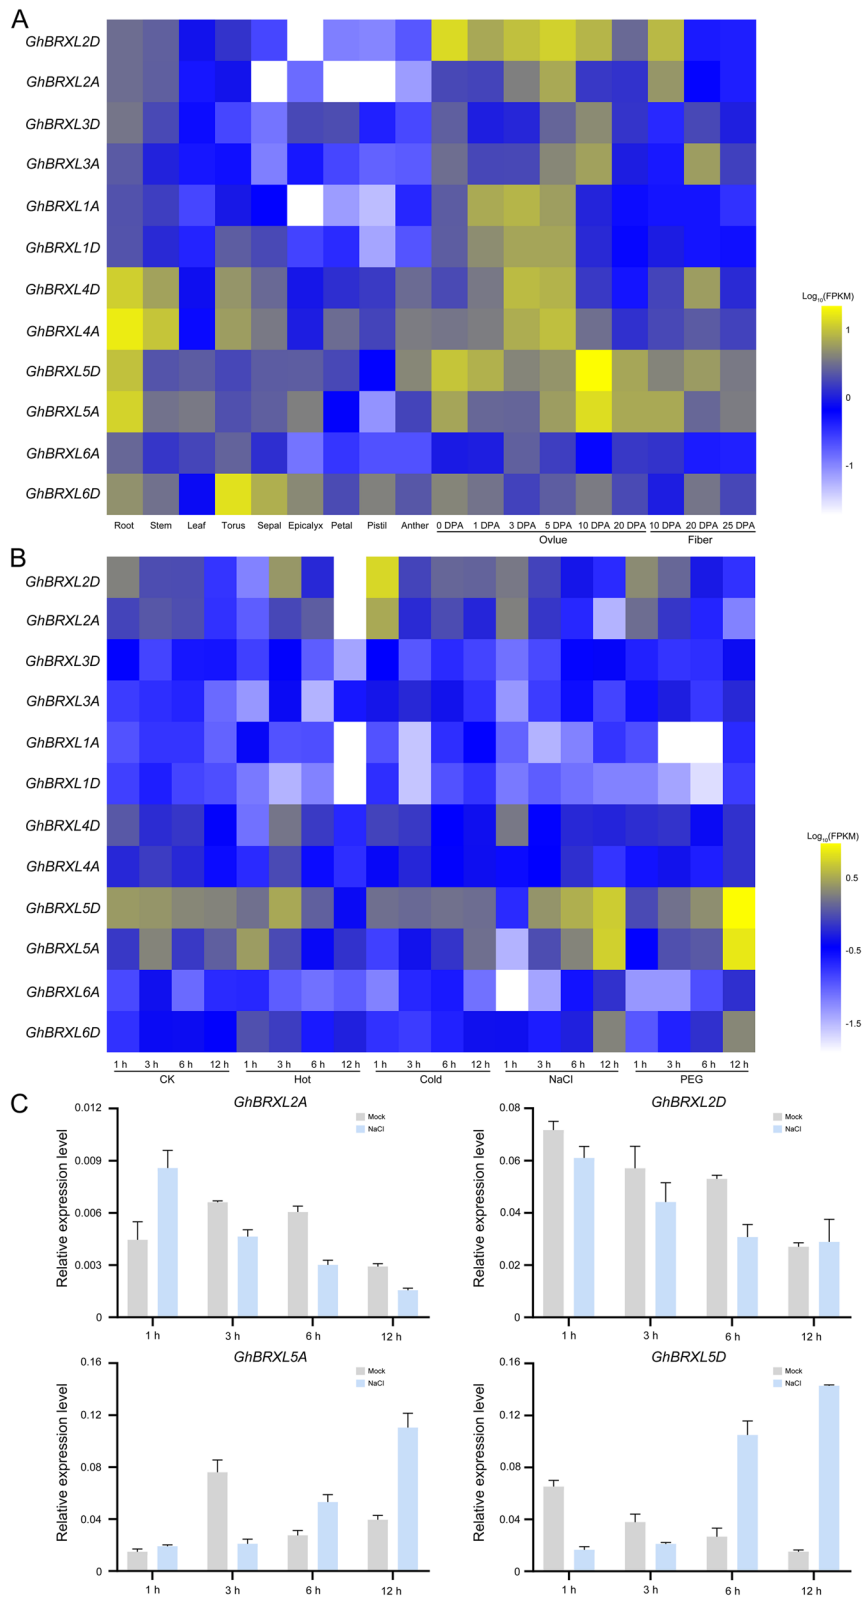 A
GhBRXL2D
GhBRXL2A
GhBRXL3D
GhBRXL3A
GhBRXL1A
GhBRXL1D
GhBRXL4D
GhBRXL4A
GhBRXL5D
GhBRXL5A
GhBRXL6A
GhBRXL6D
Log10(FPKM)
1
0
-1
Root Stem Leaf Torus Sepal Epicalyx Petal Pistil Anther 0 DPA 1 DPA 3 DPA 5 DPA 10 DPA 20 DPA 10 DPA 20 DPA 25 DPA
Ovlue Fiber
B
GhBRXL2D
GhBRXL2A
GhBRXL3D
GhBRXL3A
GhBRXL1A
GhBRXL1D
GhBRXL4D
GhBRXL4A
GhBRXL5D
GhBRXL5A
GhBRXL6A
GhBRXL6D
Log10(FPKM)
0.5
-0.5
-1.5
1 h 3 h 6 h 12 h 1 h 3 h 6 h 12 h 1 h 3 h 6 h 12 h 1 h 3 h 6 h 12 h 1 h 3 h 6 h 12 h
CK Hot Cold NaCl PEG
C
GhBRXL2A
Relative expression level
0.012
0.009
0.006
0.003
0
Mock
NaCl
1 h 3 h 6 h 12 h
GhBRXL2D
Relative expression level
0.08
0.06
0.04
0.02
0
Mock
NaCl
1 h 3 h 6 h 12 h
GhBRXL5A
Relative expression level
0.16
0.12
0.08
0.04
0
Mock
NaCl
1 h 3 h 6 h 12 h
GhBRXL5D
Relative expression level
0.16
0.12
0.08
0.04
0
Mock
NaCl
1 h 3 h 6 h 12 h